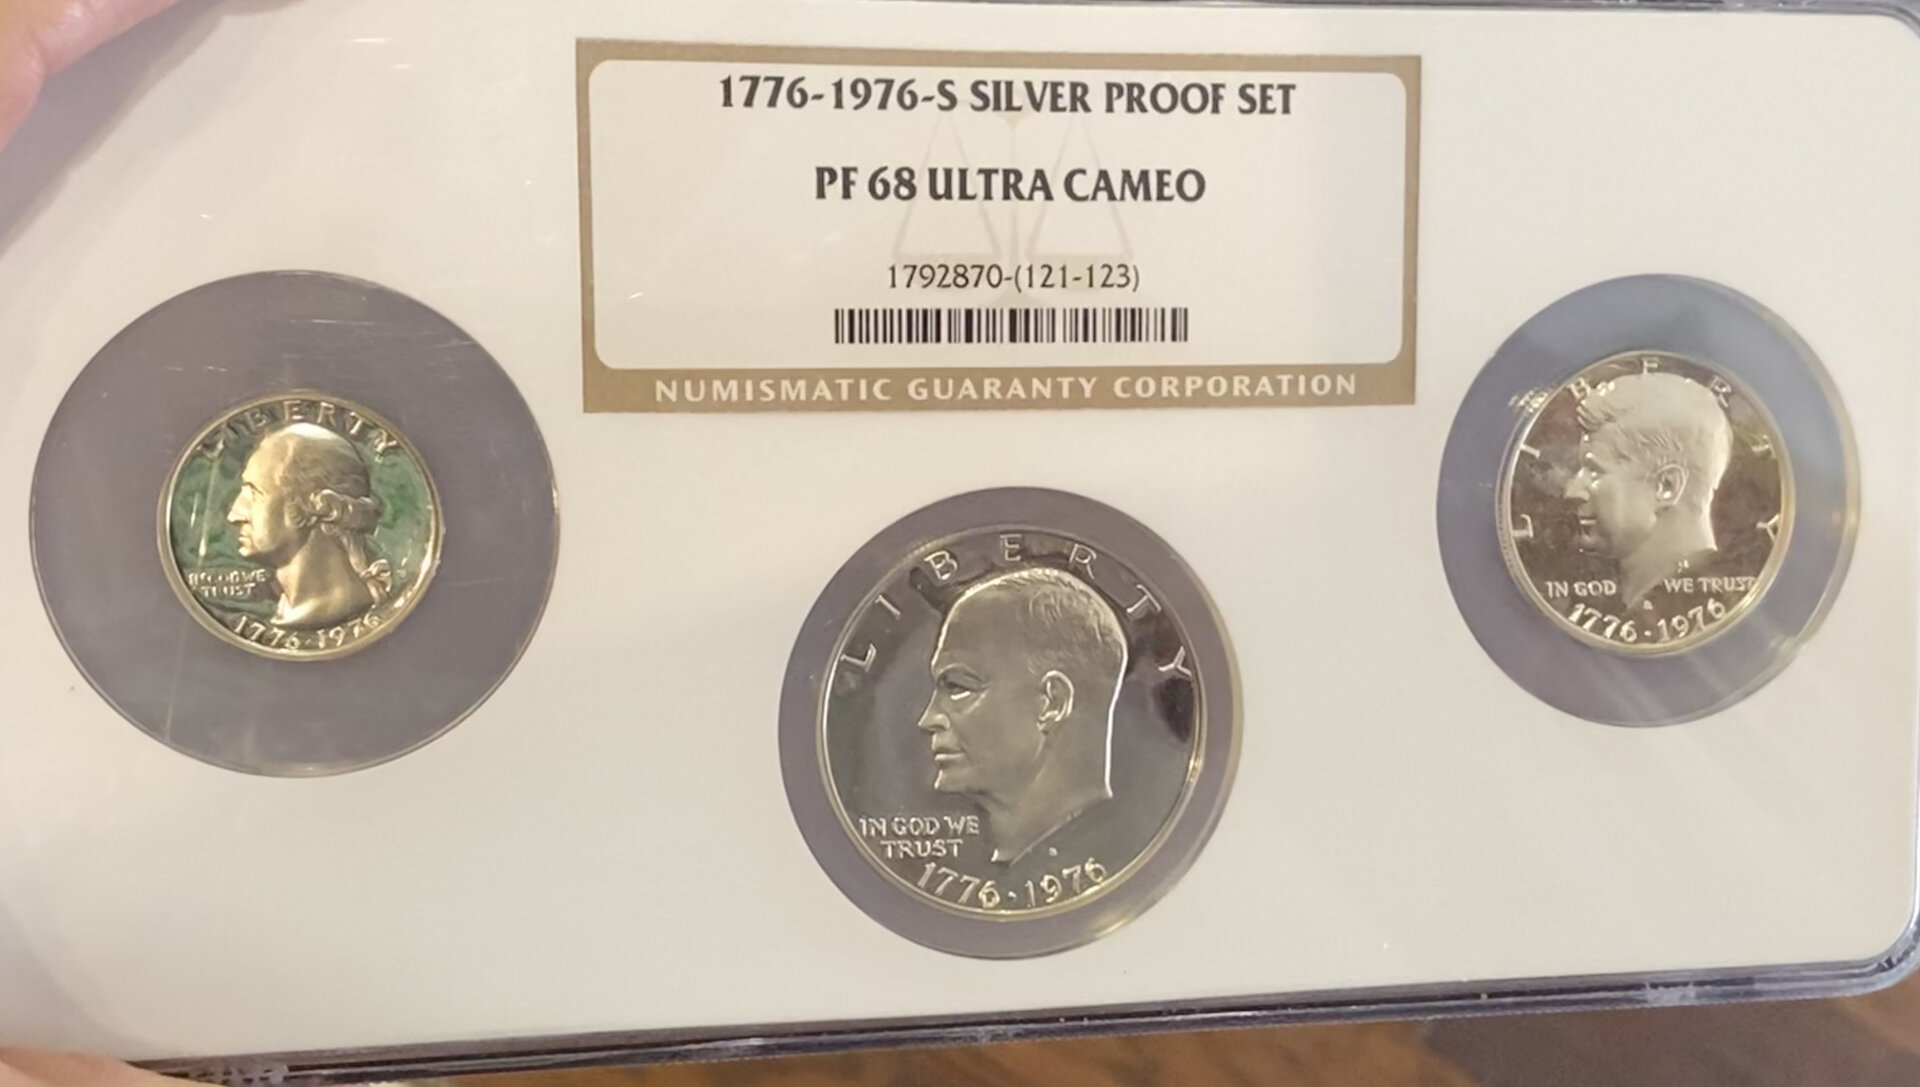 1776-1976-S SILVER PROOF SET
PF 68 ULTRA CAMEO
1792870-(121-123)
NUMISMATIC GUARANTY CORPORATION
LIBERTY
IN GOD WE
TRUST
1776·1976
LIBERTY
IN GOD WE
TRUST
S
1776·1976
LIBERTY
IN GOD WE TRUST
1776·1976